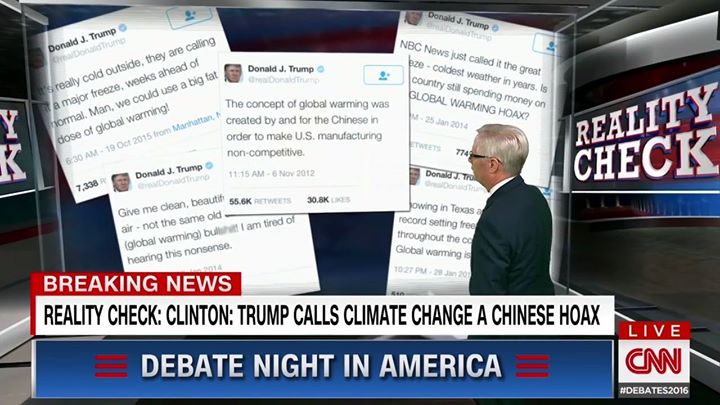 Donald J. Trump
@realDonaldTrump
It's really cold outside, they are calling
it a major freeze, weeks ahead of
normal. Man, we could use a big fat
dose of global warming!
6:30 AM - 19 Oct 2015 from Manhattan, N
7,338
Donald J. Trump
@realDonaldTrump
The concept of global warming was
created by and for the Chinese in
order to make U.S. manufacturing
non-competitive.
11:15 AM - 6 Nov 2012
55.6K RETWEETS 30.8K LIKES
Donald J. Trump
@realDonaldTrump
NBC News just called it the great
freeze - coldest weather in years. Is
country still spending money on
GLOBAL WARMING HOAX?
PM - 25 Jan 2014
RETWEETS
Donald J. Trump
@realDonaldTrump
Give me clean, beautiful
air - not the same old
(global warming) I am tired of
hearing this nonsense.
2014
Donald J. Trump
@realDonaldTrump
Snowing in Texas a
record setting free
throughout the co
Global warming is
10:27 PM - 28 Jan
510
REALITY
CHECK
REALITY
CHECK
BREAKING NEWS
REALITY CHECK: CLINTON: TRUMP CALLS CLIMATE CHANGE A CHINESE HOAX
DEBATE NIGHT IN AMERICA
LIVE
CNN
#DEBATES2016